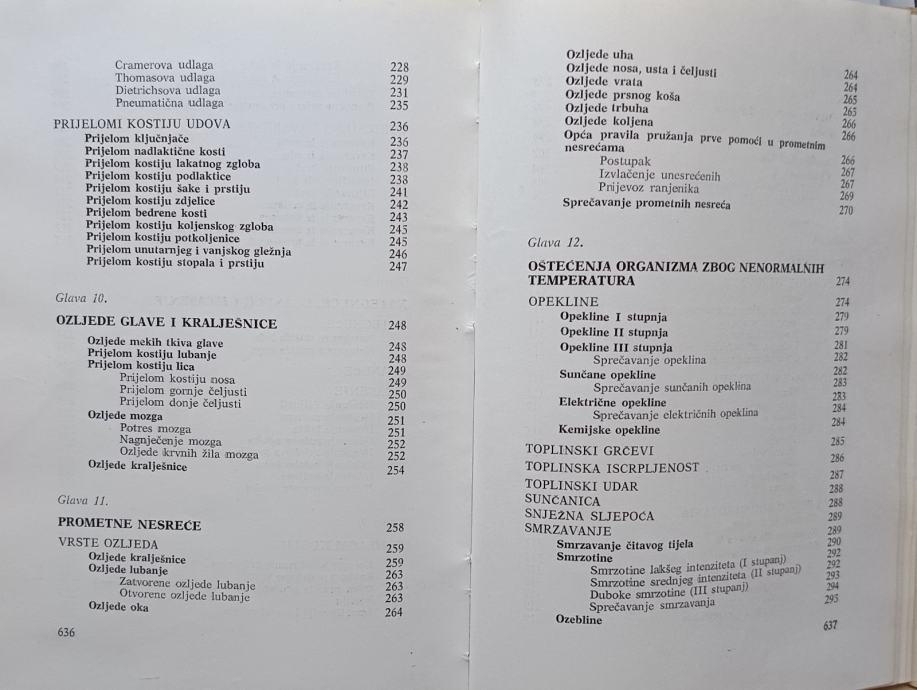 Cramerova udlaga 228
Thomasova udlaga 229
Dietrichsova udlaga 231
Pneumatična udlaga 235
PRIJELOMI KOSTIJU UDOVA 236
Prijelom ključnjače 236
Prijelom nadlaktične kosti 237
Prijelom kostiju lakatnog zgloba 238
Prijelom kostiju podlaktice 238
Prijelom kostiju šake i prstiju 241
Prijelom kostiju zdjelice 242
Prijelom bedrene kosti 243
Prijelom kostiju koljenskog zgloba 245
Prijelom kostiju potkoljenice 245
Prijelom unutarnjeg i vanjskog gležnja 246
Prijelom kostiju stopala i prstiju 247
Glava 10.
OZLJEDE GLAVE I KRALJEŠNICE 248
Ozljede mekih tkiva glave 248
Prijelom kostiju lubanje 248
Prijelom kostiju lica 249
Prijelom kostiju nosa 249
Prijelom gornje čeljusti 250
Prijelom donje čeljusti 250
Ozljede mozga 251
Potres mozga 251
Nagnječenje mozga 252
Ozljede krvnih žila mozga 252
Ozljede kralješnice 254
Glava 11.
PROMETNE NESREĆE 258
VRSTE OZLJEDA 259
Ozljede kralješnice 259
Ozljede lubanje 263
Zatvorene ozljede lubanje 263
Otvorene ozljede lubanje 263
Ozljede oka 264
636
Ozljede uha 264
Ozljede nosa, usta i čeljusti 264
Ozljede vrata 265
Ozljede prsnog koša 265
Ozljede trbuha 266
Ozljede koljena 266
Opća pravila pružanja prve pomoći u prometnim
nesrećama 266
Postupak 267
Izvlačenje unesrećenih 267
Prijevoz ranjenika 269
Sprečavanje prometnih nesreća 270
Glava 12.
OŠTEĆENJA ORGANIZMA ZBOG NENORMALNIH
TEMPERATURA 274
OPEKLINE 274
Opekline I stupnja 279
Opekline II stupnja 279
Opekline III stupnja 281
Sprečavanje opeklina 282
Sunčane opekline 282
Sprečavanje sunčanih opeklina 283
Električne opekline 283
Sprečavanje električnih opeklina 284
Kemijske opekline 284
TOPLINSKI GRČEVI 285
TOPLINSKA ISCRPLJENOST 286
TOPLINSKI UDAR 287
SUNČANICA 288
SNJEŽNA SLJEPOĆA 288
SMRZAVANJE 289
Smrzavanje čitavog tijela 289
Smrzotine 290
Smrzotine lakšeg intenziteta (I stupanj) 292
Smrzotine srednjeg intenziteta (II stupanj) 292
Duboke smrzotine (III stupanj) 293
Sprečavanje smrzavanja 294
Ozebline 295
637